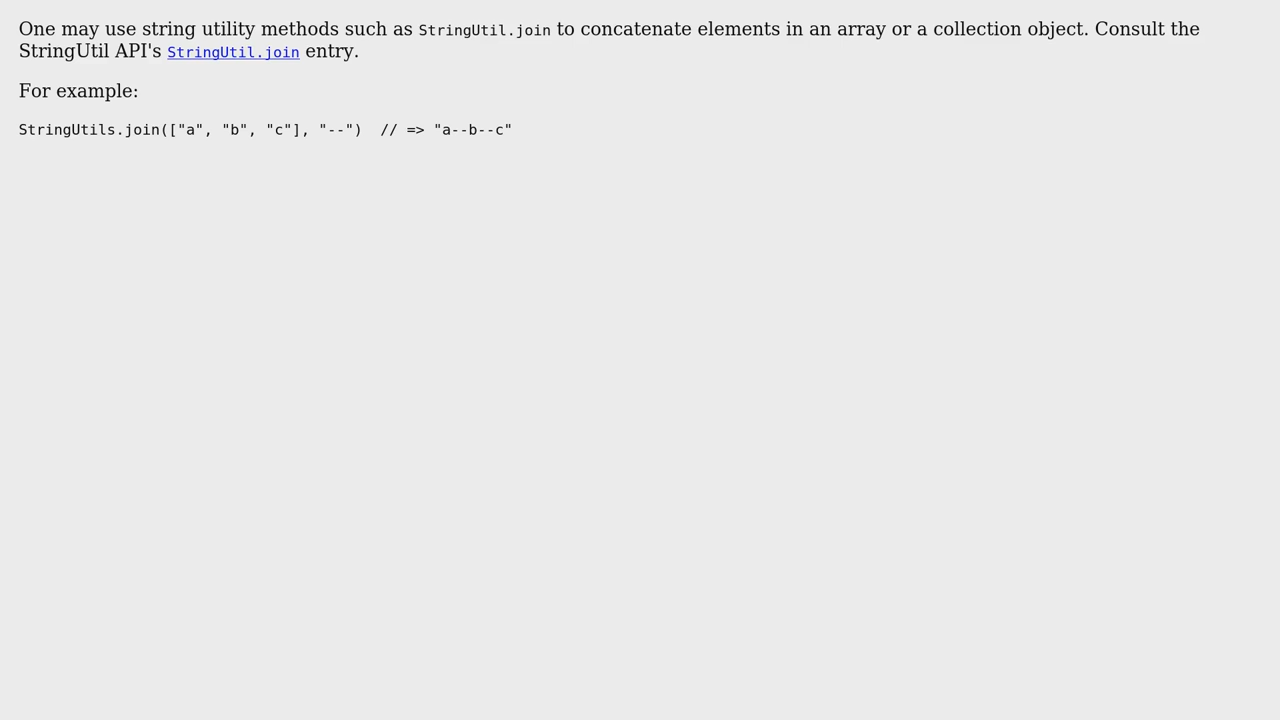 One may use string utility methods such as StringUtil.join to concatenate elements in an array or a collection object. Consult the
StringUtil API's StringUtil.join entry.
For example:
StringUtils.join(["a", "b", "c"], "--")  // => "a--b--c"